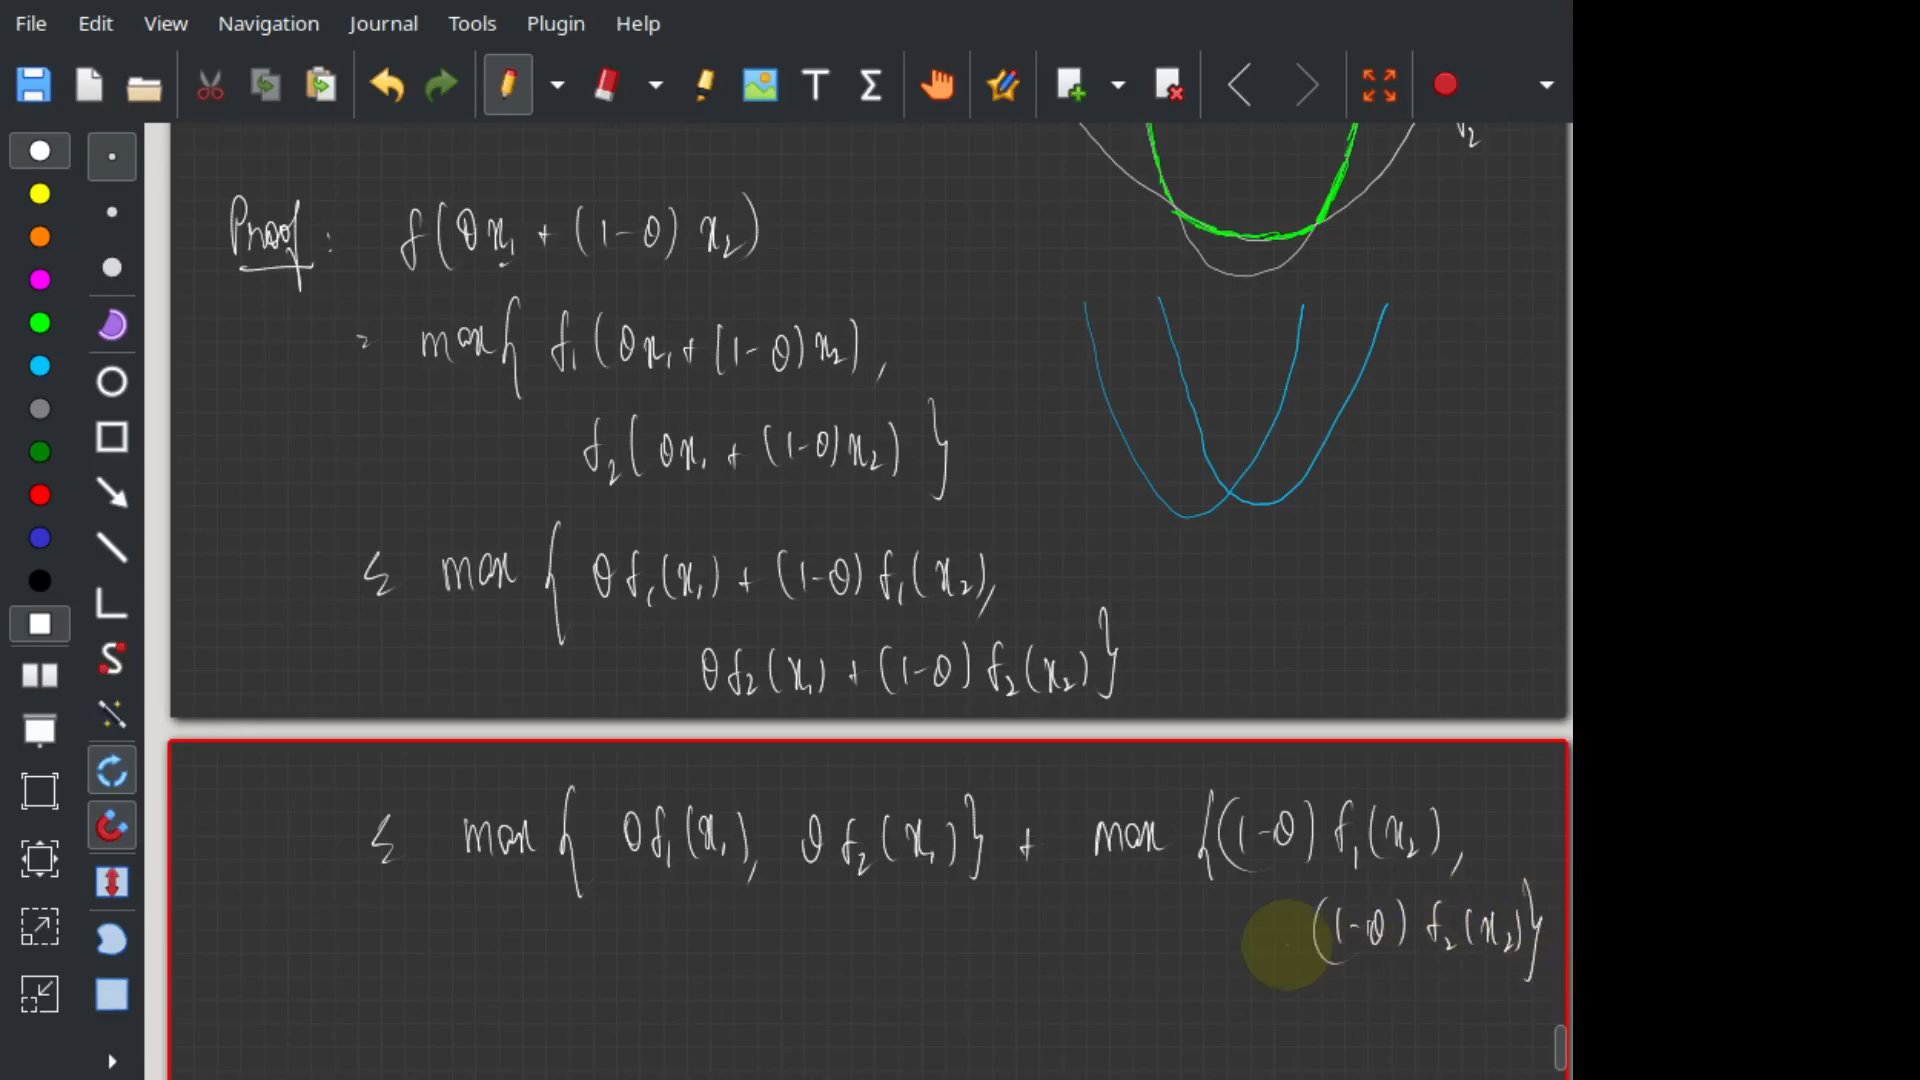 File Edit View Navigation Journal Tools Plugin Help
f₂
Proof : f(θx₁ + (1-θ) x₂)
= max{ f₁(θx₁ + (1-θ)x₂),
f₂(θx₁ + (1-θ)x₂) }
≤ max { θf₁(x₁) + (1-θ) f₁(x₂),
θf₂(x₁) + (1-θ) f₂(x₂) }
≤ max { θf₁(x₁), θf₂(x₁) } + max {(1-θ) f₁(x₂),
(1-θ) f₂(x₂)}